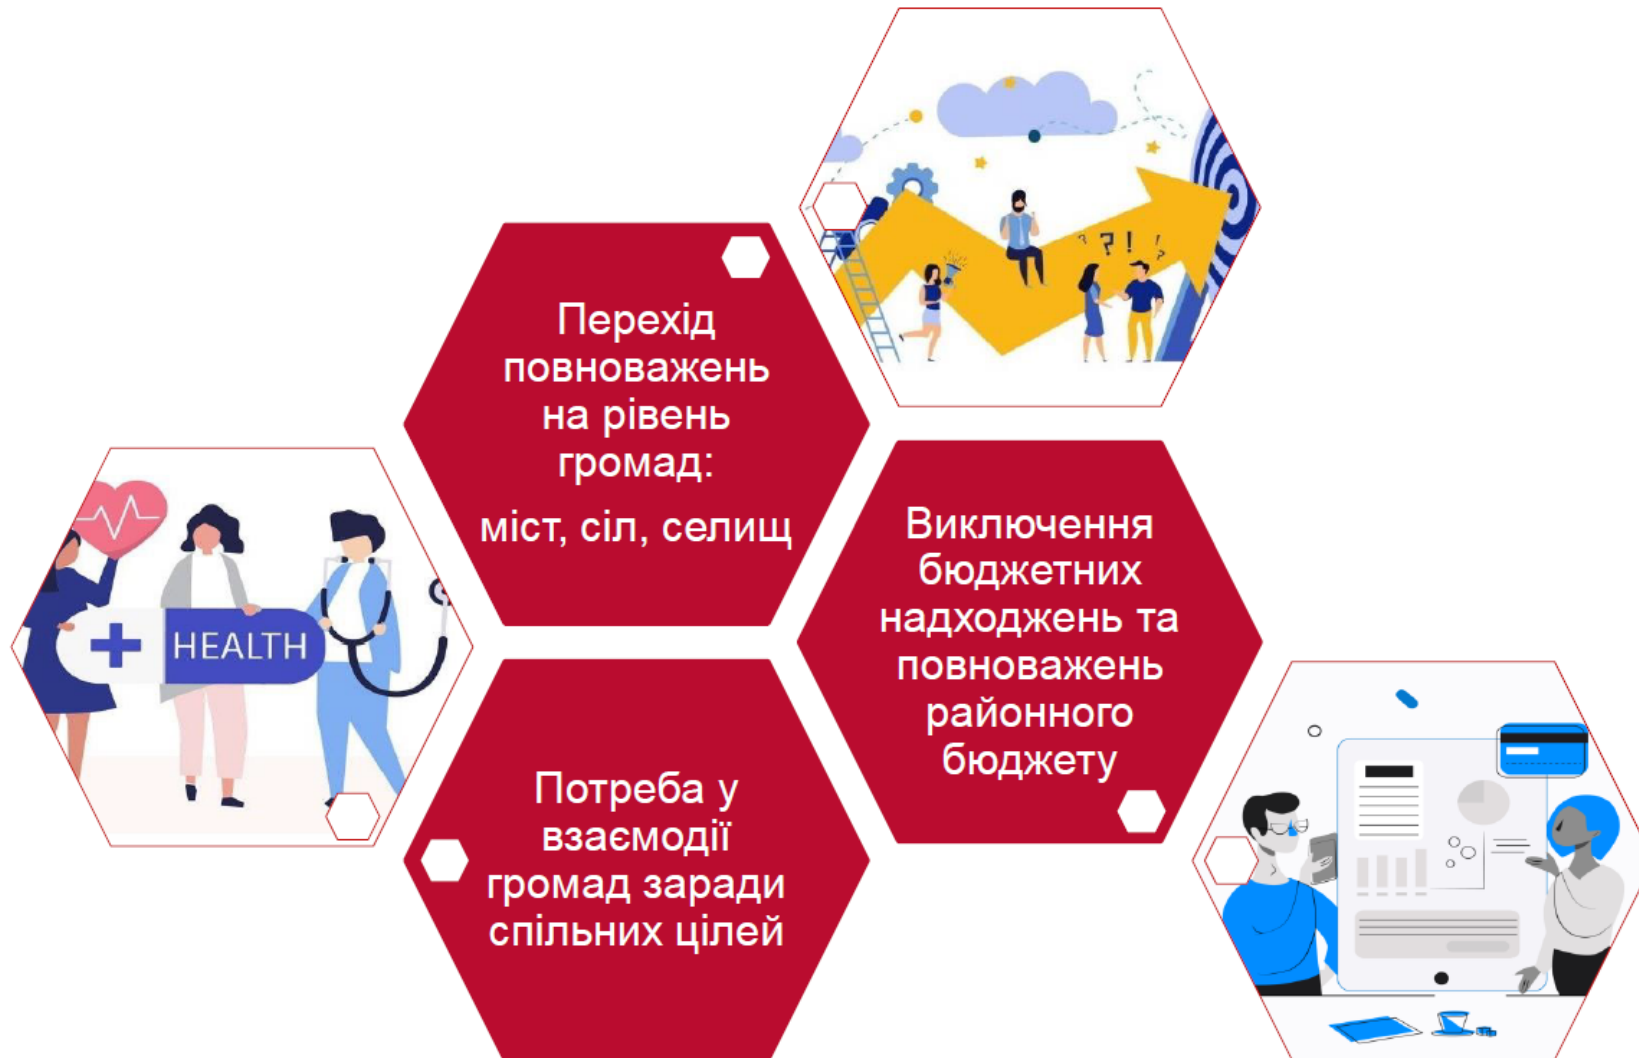 Перехід
повноважень
на рівень
громад:
міст, сіл, селищ
Виключення
бюджетних
надходжень та
повноважень
районного
бюджету
Потреба у
взаємодії
громад заради
спільних цілей
HEALTH
? ? ! ! ?